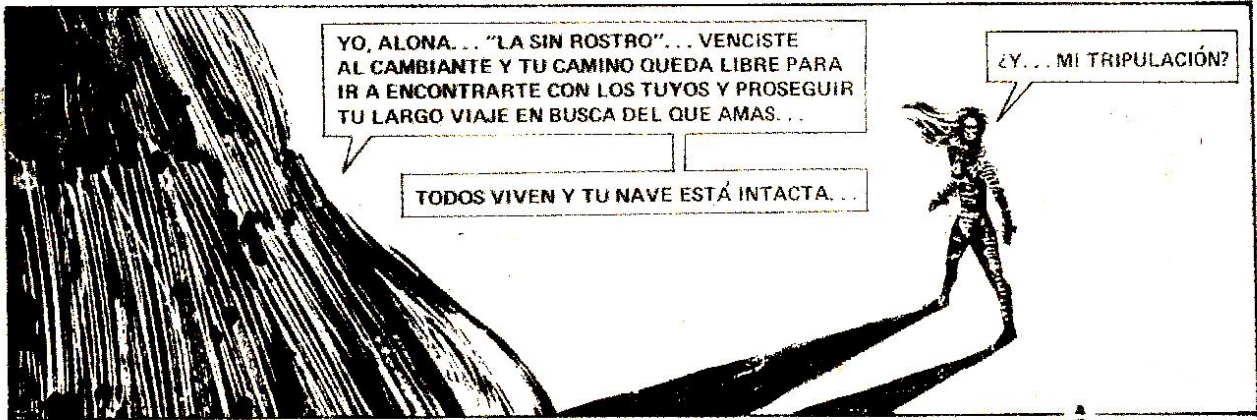 YO, ALONA... "LA SIN ROSTRO"... VENCISTE
AL CAMBIANTE Y TU CAMINO QUEDA LIBRE PARA
IR A ENCONTRARTE CON LOS TUYOS Y PROSEGUIR
TU LARGO VIAJE EN BUSCA DEL QUE AMAS...
TODOS VIVEN Y TU NAVE ESTÁ INTACTA...
¿Y... MI TRIPULACIÓN?